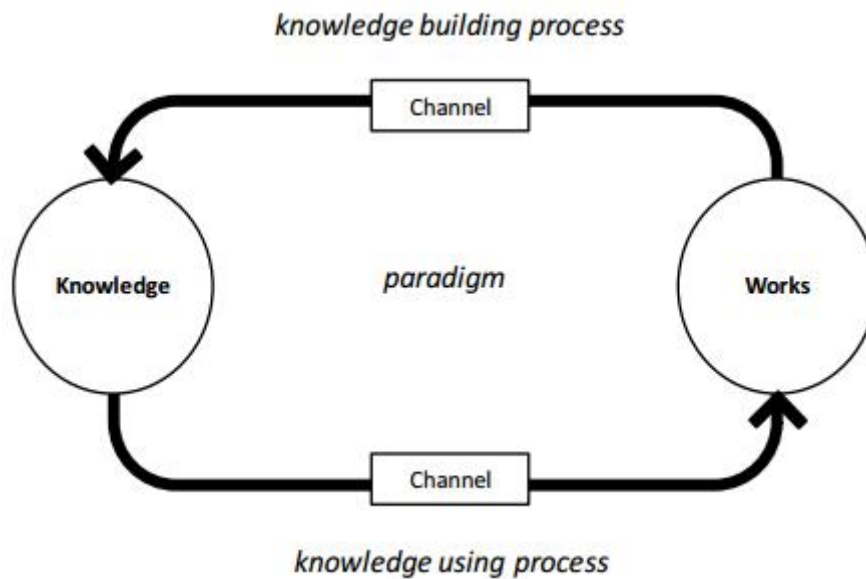 knowledge building process
Channel
Knowledge
paradigm
Works
Channel
knowledge using process